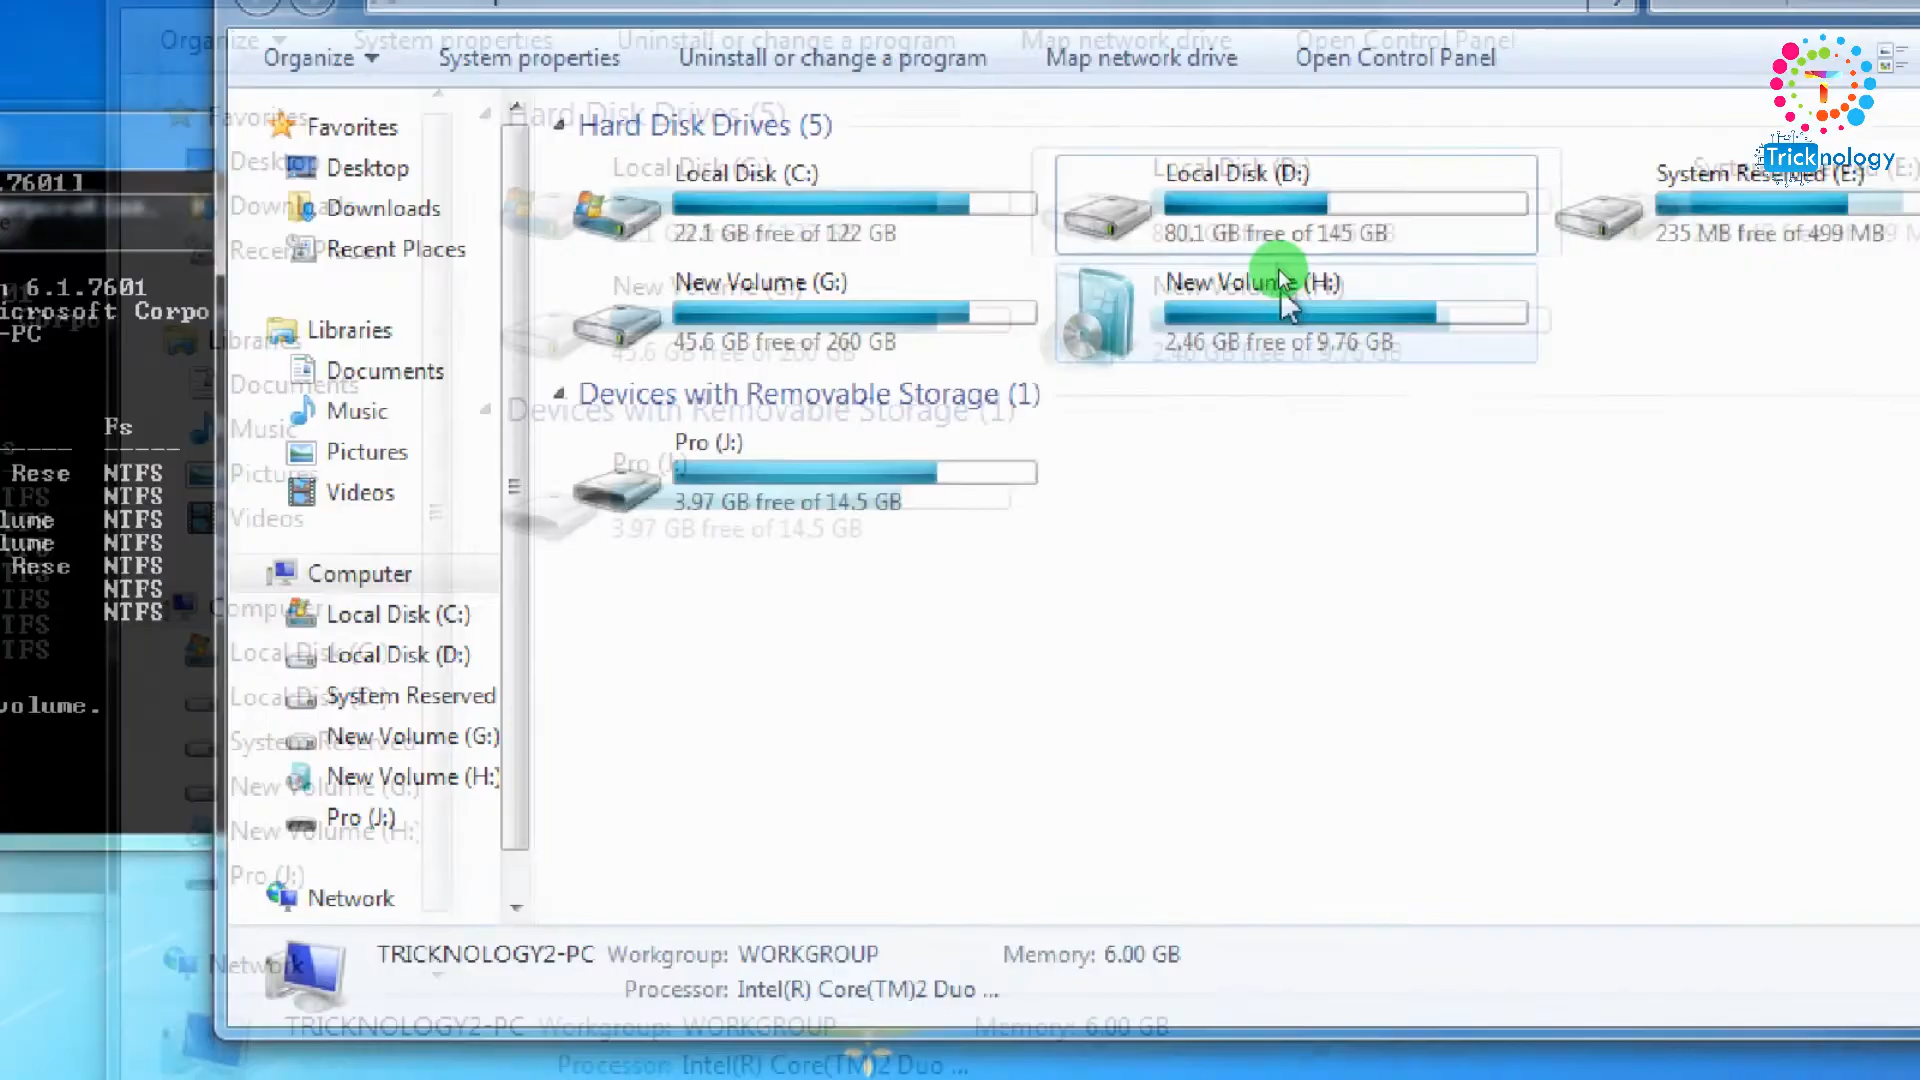 Organize System properties Uninstall or change a program Map network drive Open Control Panel
Tricknology
Favorites
Desktop
Downloads
Recent Places
Libraries
Documents
Music
Pictures
Videos
Computer
Local Disk (C:)
Local Disk (D:)
System Reserved
New Volume (G:)
New Volume (H:)
Pro (J:)
Network
Hard Disk Drives (5)
Local Disk (C:)
22.1 GB free of 122 GB
Local Disk (D:)
80.1 GB free of 145 GB
System Reserved (E:)
235 MB free of 499 MB
New Volume (G:)
45.6 GB free of 260 GB
New Volume (H:)
2.46 GB free of 9.76 GB
Devices with Removable Storage (1)
Pro (J:)
3.97 GB free of 14.5 GB
TRICKNOLOGY2-PC Workgroup: WORKGROUP Memory: 6.00 GB
Processor: Intel(R) Core(TM)2 Duo ...
.7601]
6.1.7601
icrosoft Corpo
-PC
Fs
Rese NTFS
NTFS
lume NTFS
lume NTFS
Rese NTFS
NTFS
NTFS
volume.